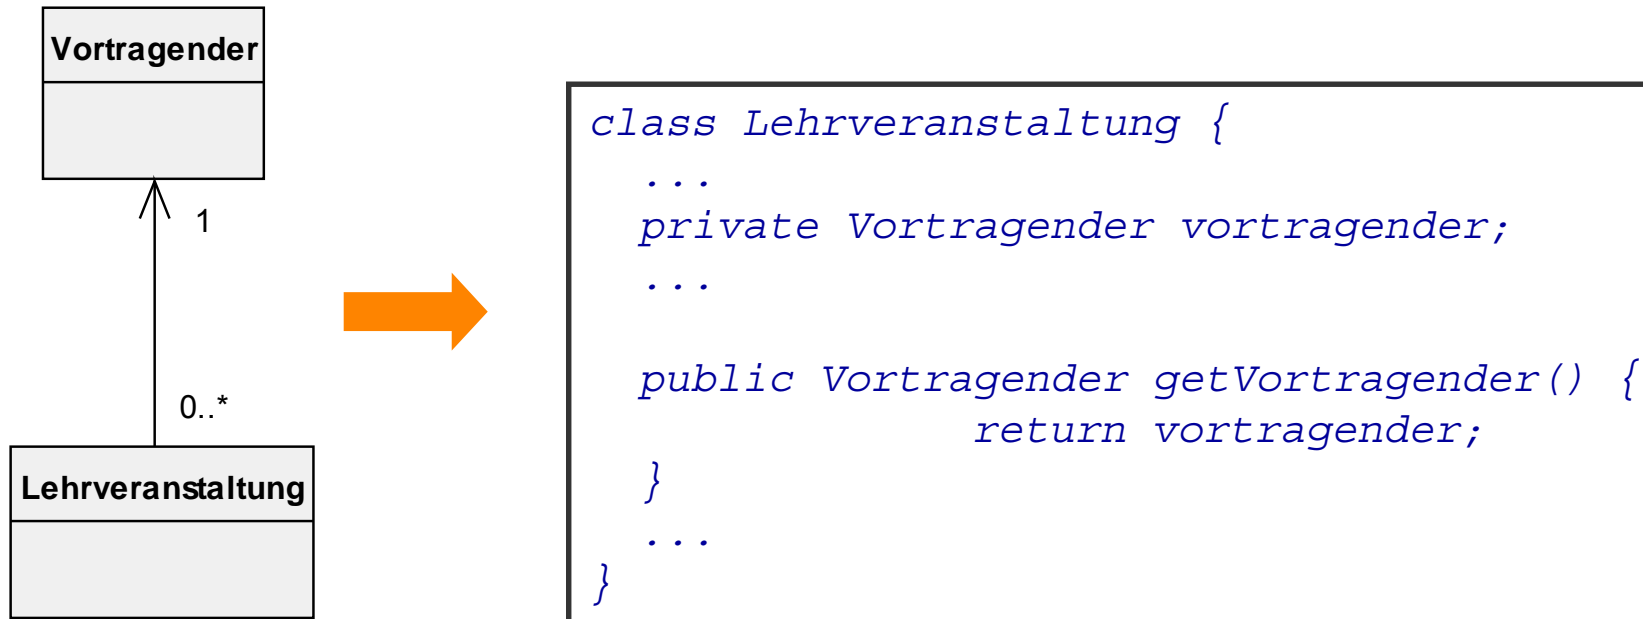 Vortragender
1
0..*
Lehrveranstaltung
class Lehrveranstaltung {
...
private Vortragender vortragender;
...
public Vortragender getVortragender() {
return vortragender;
}
...
}